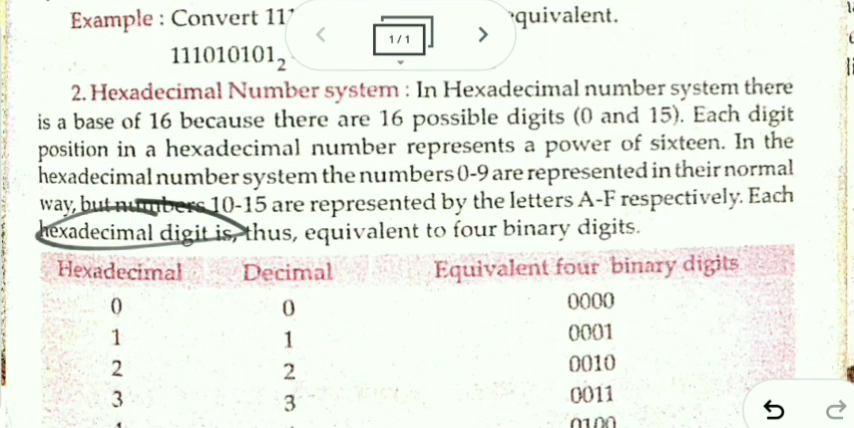 Example : Convert 11
quivalent.
1 / 1
111010101₂
2. Hexadecimal Number system : In Hexadecimal number system there
is a base of 16 because there are 16 possible digits (0 and 15). Each digit
position in a hexadecimal number represents a power of sixteen. In the
hexadecimal number system the numbers 0-9 are represented in their normal
way, but numbers 10-15 are represented by the letters A-F respectively. Each
hexadecimal digit is, thus, equivalent to four binary digits.
Hexadecimal Decimal Equivalent four binary digits
0 0 0000
1 1 0001
2 2 0010
3 3 0011
0100